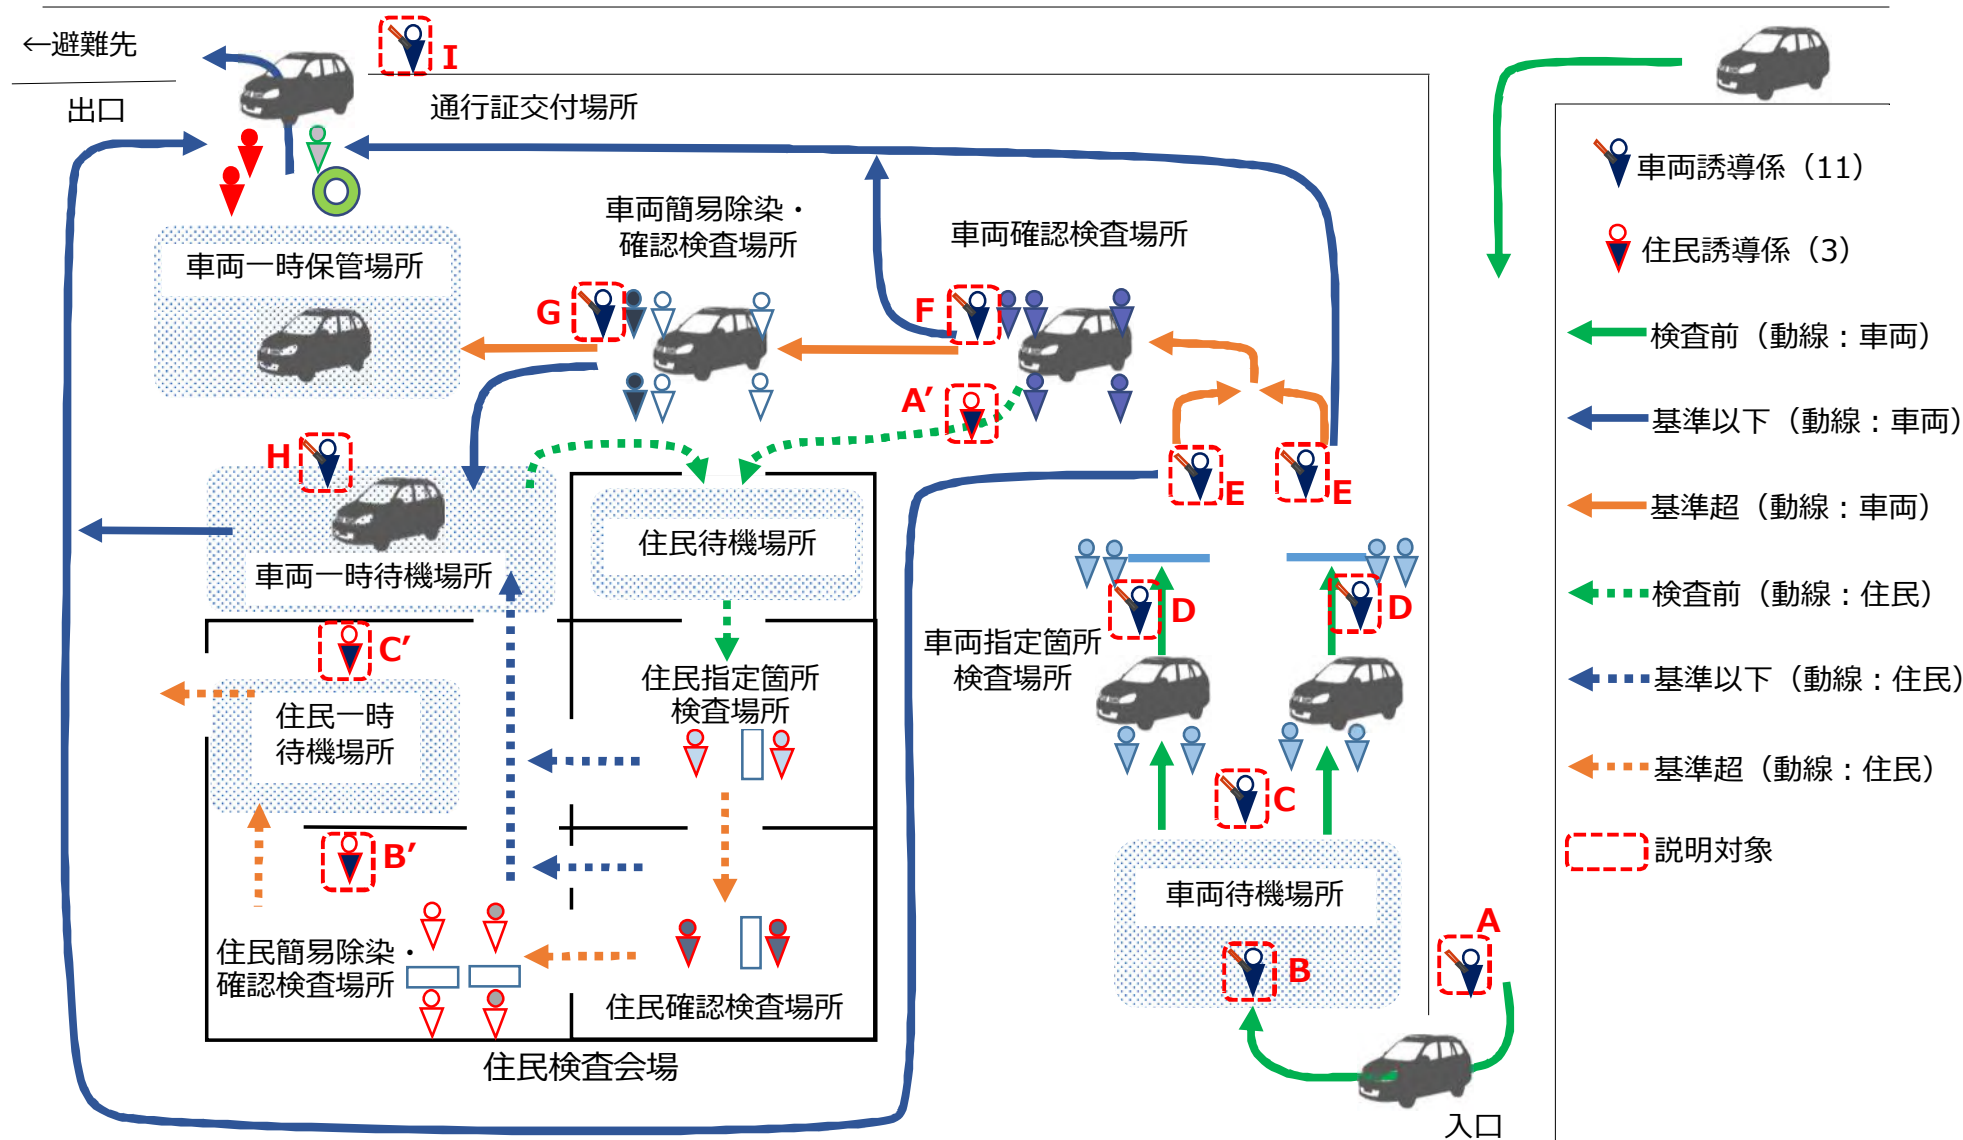 ←避難先
I
出口
通行証交付場所
車両簡易除染・
確認検査場所
車両確認検査場所
車両一時保管場所
G
F
A′
H
E
E
住民待機場所
車両一時待機場所
D
D
C′
車両指定箇所
検査場所
住民指定箇所
検査場所
住民一時
待機場所
C
B′
車両待機場所
A
B
住民簡易除染・
確認検査場所
住民確認検査場所
住民検査会場
入口
車両誘導係（11）
住民誘導係（3）
検査前（動線：車両）
基準以下（動線：車両）
基準超（動線：車両）
検査前（動線：住民）
基準以下（動線：住民）
基準超（動線：住民）
説明対象